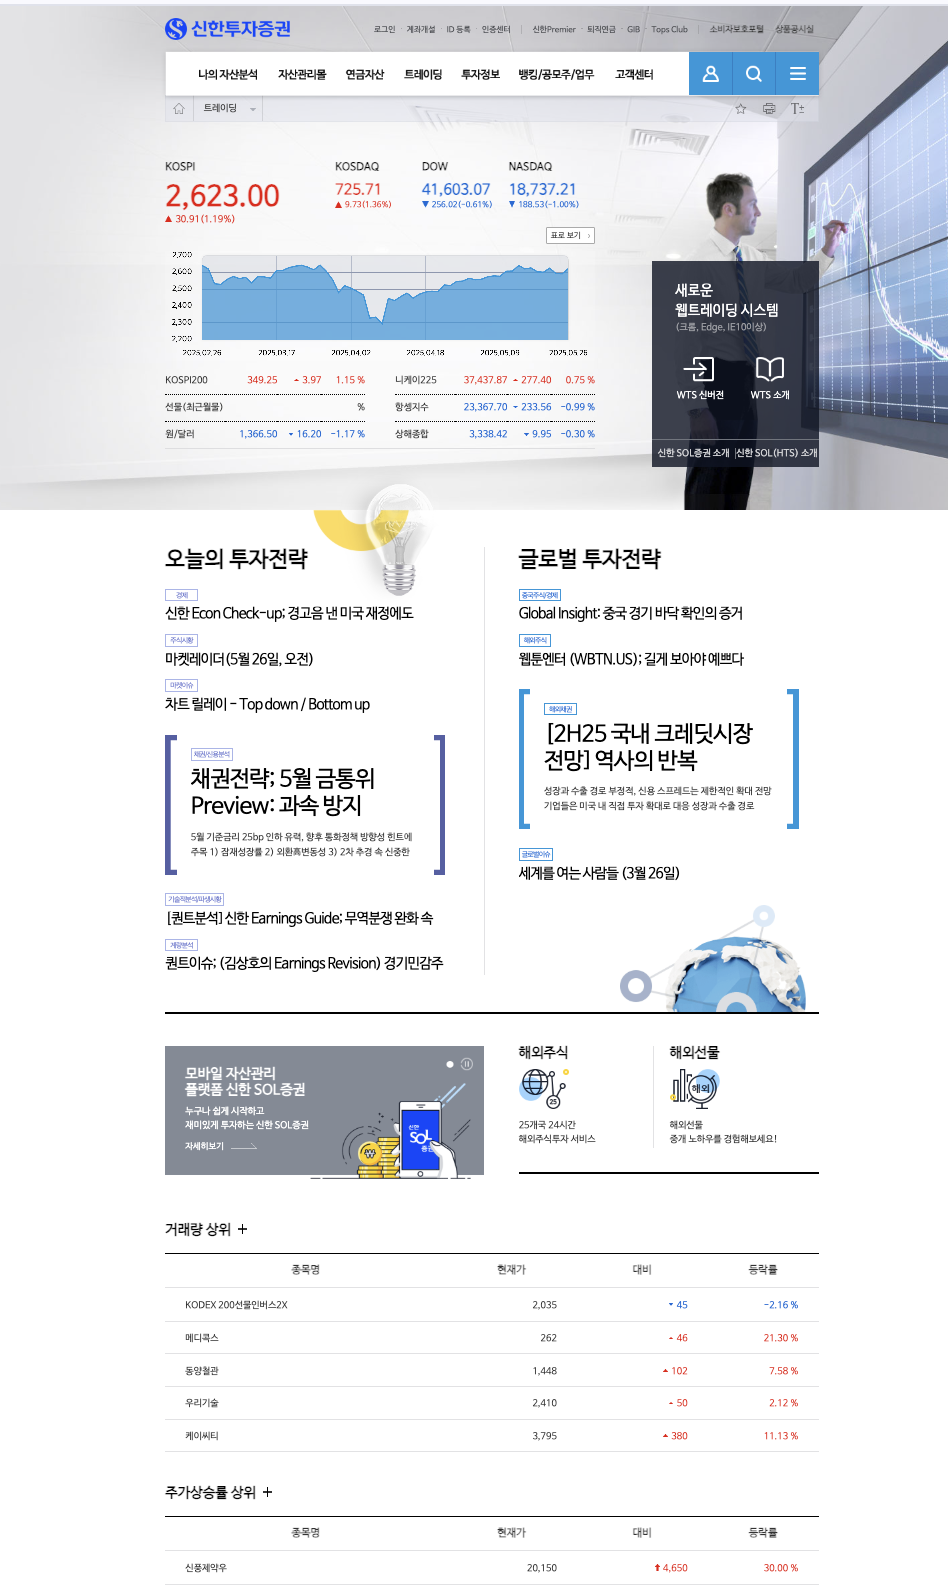 신한투자증권
로그인 · 계좌개설 · ID 등록 · 인증센터 | 신한Premier · 퇴직연금 · GIB · Tops Club | 소비자보호포털 상품공시실
나의 자산분석 자산관리몰 연금자산 트레이딩 투자정보 뱅킹/공모주/업무 고객센터
트레이딩
T±
KOSPI KOSDAQ DOW NASDAQ
2,623.00 725.71 41,603.07 18,737.21
▲ 9.73(1.36%) ▼ 256.02(-0.61%) ▼ 188.53(-1.00%)
▲ 30.91(1.19%)
표로 보기 >
2,700
2,600
2,500
2,400
2,300
2,200
2025.02.26 2025.03.17 2025.04.02 2025.04.18 2025.05.09 2025.05.26
새로운
웹트레이딩 시스템
(크롬, Edge, IE10이상)
WTS 신버전 WTS 소개
신한 SOL증권 소개 | 신한 SOL(HTS) 소개
KOSPI200 349.25 ▲ 3.97 1.15 % 니케이225 37,437.87 ▲ 277.40 0.75 %
선물(최근월물) % 항셍지수 23,367.70 ▼ 233.56 -0.99 %
원/달러 1,366.50 ▼ 16.20 -1.17 % 상해종합 3,338.42 ▼ 9.95 -0.30 %
오늘의 투자전략
경제
신한 Econ Check-up; 경고음 낸 미국 재정에도
주식시황
마켓레이더(5월 26일, 오전)
마켓이슈
차트 릴레이 - Top down / Bottom up
채권/신용분석
채권전략; 5월 금통위
Preview: 과속 방지
5월 기준금리 25bp 인하 유력, 향후 통화정책 방향성 힌트에
주목 1) 잠재성장률 2) 외환高변동성 3) 2차 추경 속 신중한
기술적분석/파생시황
[퀀트분석] 신한 Earnings Guide; 무역분쟁 완화 속
계량분석
퀀트이슈; (김상호의 Earnings Revision) 경기민감주
글로벌 투자전략
중국주식/경제
Global Insight: 중국 경기 바닥 확인의 증거
해외주식
웹툰엔터 (WBTN.US) ; 길게 보아야 예쁘다
해외채권
[2H25 국내 크레딧시장
전망] 역사의 반복
성장과 수출 경로 부정적, 신용 스프레드는 제한적인 확대 전망
기업들은 미국 내 직접 투자 확대로 대응 성장과 수출 경로
글로벌이슈
세계를 여는 사람들 (3월 26일)
모바일 자산관리
플랫폼 신한 SOL증권
누구나 쉽게 시작하고
재미있게 투자하는 신한 SOL증권
자세히보기
신한
SOL
증권
해외주식
25
25개국 24시간
해외주식투자 서비스
해외선물
해외
해외선물
중개 노하우를 경험해보세요!
거래량 상위 +
종목명 현재가 대비 등락률
KODEX 200선물인버스2X 2,035 ▼ 45 -2.16 %
메디콕스 262 ▲ 46 21.30 %
동양철관 1,448 ▲ 102 7.58 %
우리기술 2,410 ▲ 50 2.12 %
케이씨티 3,795 ▲ 380 11.13 %
주가상승률 상위 +
종목명 현재가 대비 등락률
신풍제약우 20,150 ⬆ 4,650 30.00 %